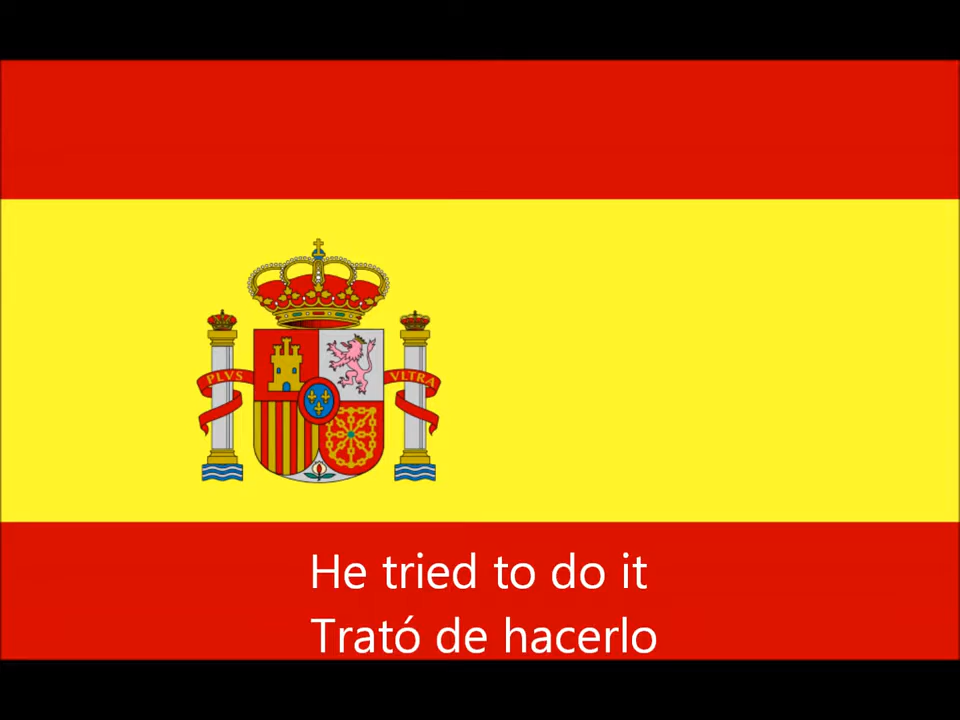 PLVS VLTRA
He tried to do it
Trató de hacerlo